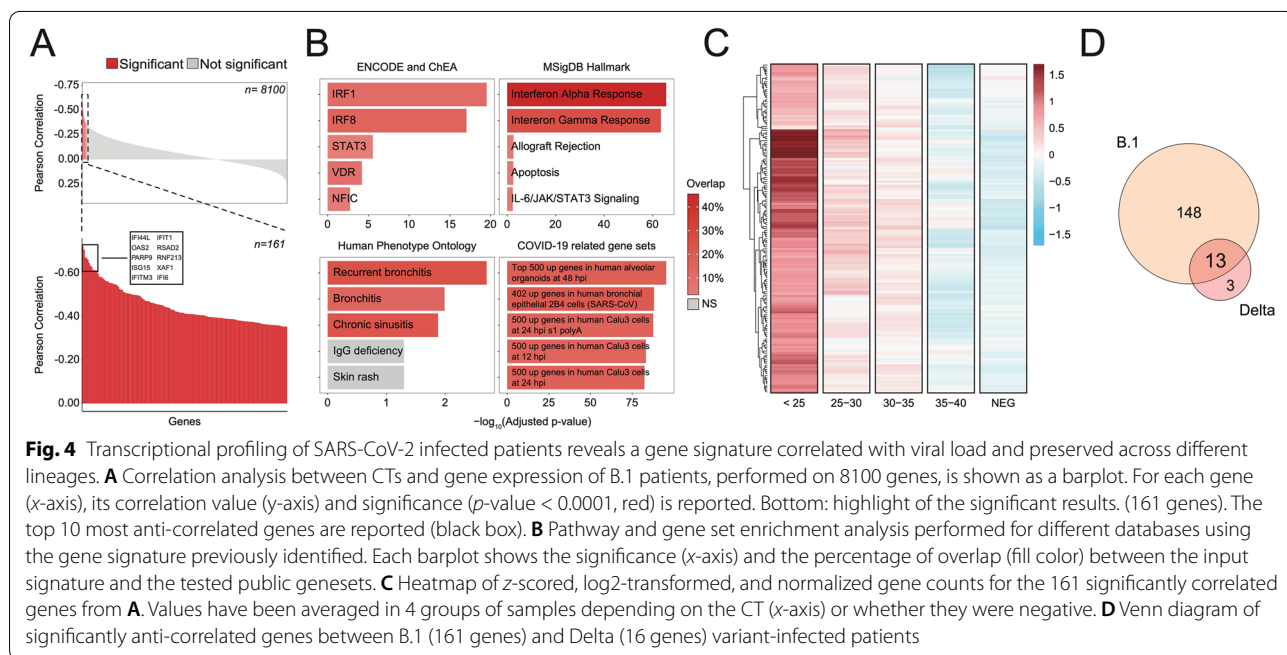 A
Significant Not significant
n= 8100
-0.75
-0.50
-0.25
0.00
0.25
Pearson Correlation
n=161
IFI44L IFIT1
OAS2 RSAD2
PARP9 RNF213
ISG15 XAF1
IFITM3 IFI6
-0.60
-0.40
-0.20
0.00
Pearson Correlation
Genes
B
ENCODE and ChEA
IRF1
IRF8
STAT3
VDR
NFIC
0 5 10 15 20
MSigDB Hallmark
Interferon Alpha Response
Intereron Gamma Response
Allograft Rejection
Apoptosis
IL-6/JAK/STAT3 Signaling
0 20 40 60
Human Phenotype Ontology
Recurrent bronchitis
Bronchitis
Chronic sinusitis
IgG deficiency
Skin rash
0 1 2
COVID-19 related gene sets
Top 500 up genes in human alveolar
organoids at 48 hpi
402 up genes in human bronchial
epithelial 2B4 cells (SARS-CoV)
500 up genes in human Calu3 cells
at 24 hpi s1 polyA
500 up genes in human Calu3 cells
at 12 hpi
500 up genes in human Calu3 cells
at 24 hpi
0 25 50 75
−log10(Adjusted p-value)
Overlap
40%
30%
20%
10%
NS
C
1.5
1
0.5
0
−0.5
−1
−1.5
< 25 25−30 30−35 35−40 NEG
D
B.1
148
13
3
Delta
Fig. 4 Transcriptional profiling of SARS-CoV-2 infected patients reveals a gene signature correlated with viral load and preserved across different
lineages. A Correlation analysis between CTs and gene expression of B.1 patients, performed on 8100 genes, is shown as a barplot. For each gene
(x-axis), its correlation value (y-axis) and significance (p-value < 0.0001, red) is reported. Bottom: highlight of the significant results. (161 genes). The
top 10 most anti-correlated genes are reported (black box). B Pathway and gene set enrichment analysis performed for different databases using
the gene signature previously identified. Each barplot shows the significance (x-axis) and the percentage of overlap (fill color) between the input
signature and the tested public genesets. C Heatmap of z-scored, log2-transformed, and normalized gene counts for the 161 significantly correlated
genes from A. Values have been averaged in 4 groups of samples depending on the CT (x-axis) or whether they were negative. D Venn diagram of
significantly anti-correlated genes between B.1 (161 genes) and Delta (16 genes) variant-infected patients